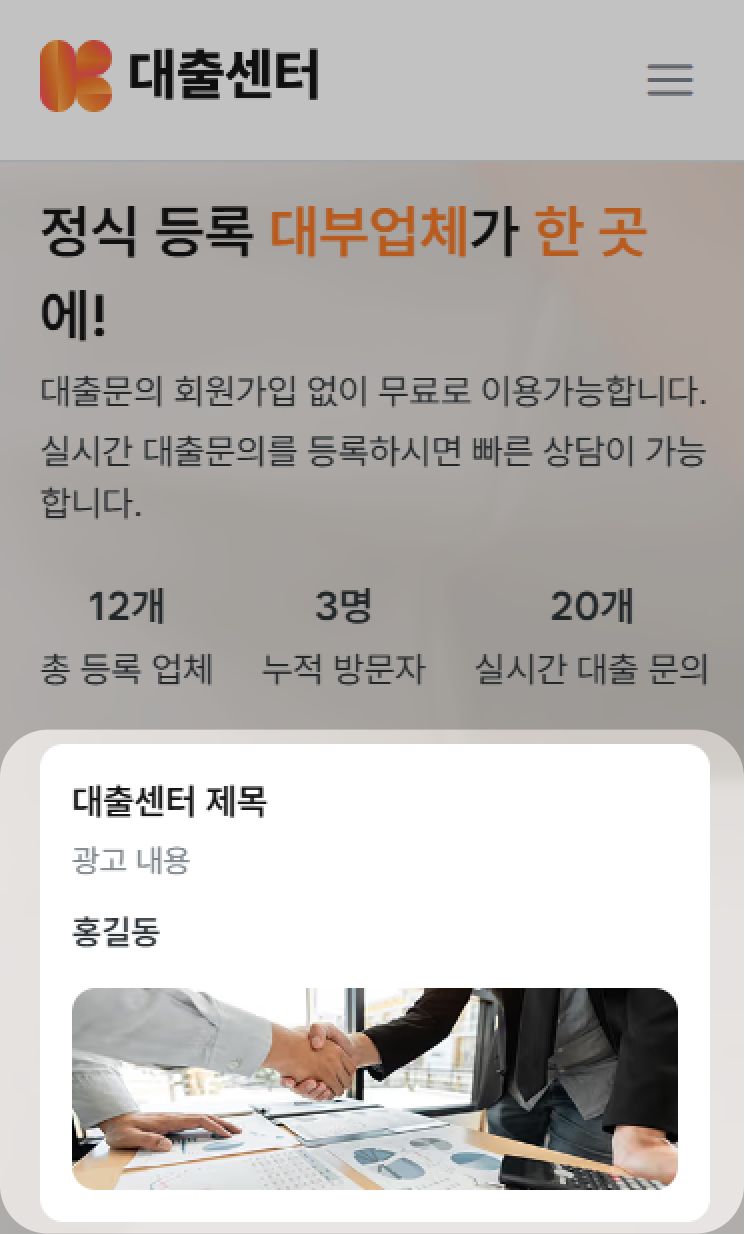 대출센터
정식 등록 대부업체가 한 곳
에!
대출문의 회원가입 없이 무료로 이용가능합니다.
실시간 대출문의를 등록하시면 빠른 상담이 가능
합니다.
12개 3명 20개
총 등록 업체 누적 방문자 실시간 대출 문의
대출센터 제목
광고 내용
홍길동